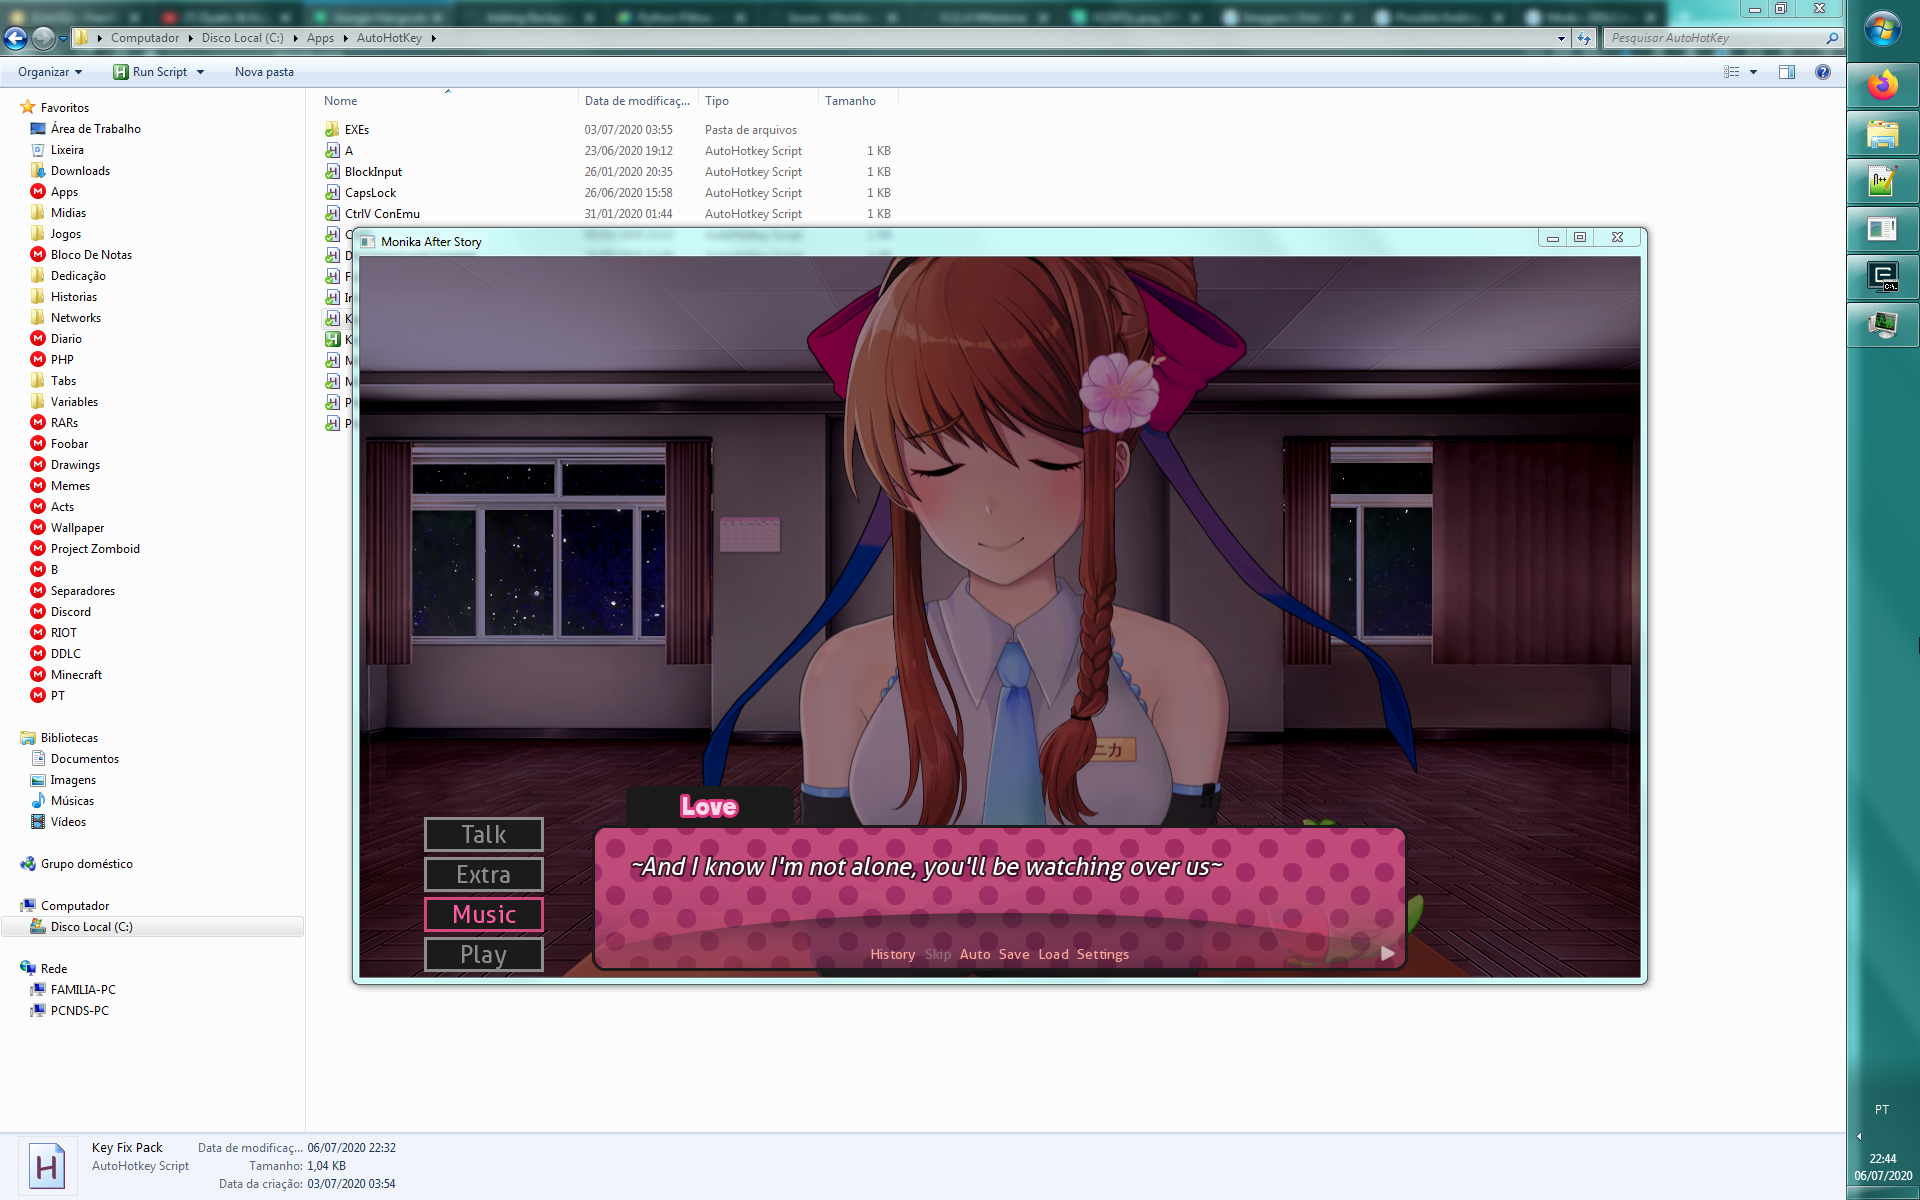 Computador Disco Local (C:) Apps AutoHotKey
Pesquisar AutoHotKey
Organizar Run Script Nova pasta
Nome Data de modificaç... Tipo Tamanho
Favoritos
Área de Trabalho
Lixeira
Downloads
Apps
Midias
Jogos
Bloco De Notas
Dedicação
Historias
Networks
Diario
PHP
Tabs
Variables
RARs
Foobar
Drawings
Memes
Acts
Wallpaper
Project Zomboid
B
Separadores
Discord
RIOT
DDLC
Minecraft
PT
Bibliotecas
Documentos
Imagens
Músicas
Vídeos
Grupo doméstico
Computador
Disco Local (C:)
Rede
FAMILIA-PC
PCNDS-PC
EXEs 03/07/2020 03:55 Pasta de arquivos
A 23/06/2020 19:12 AutoHotkey Script 1 KB
BlockInput 26/01/2020 20:35 AutoHotkey Script 1 KB
CapsLock 26/06/2020 15:58 AutoHotkey Script 1 KB
CtrlV ConEmu 31/01/2020 01:44 AutoHotkey Script 1 KB
Monika After Story
ニカ
Love
~And I know I'm not alone, you'll be watching over us~
History Skip Auto Save Load Settings
Talk
Extra
Music
Play
Key Fix Pack Data de modificaç... 06/07/2020 22:32
AutoHotkey Script Tamanho: 1,04 KB
Data da criação: 03/07/2020 03:54
PT
22:44
06/07/2020